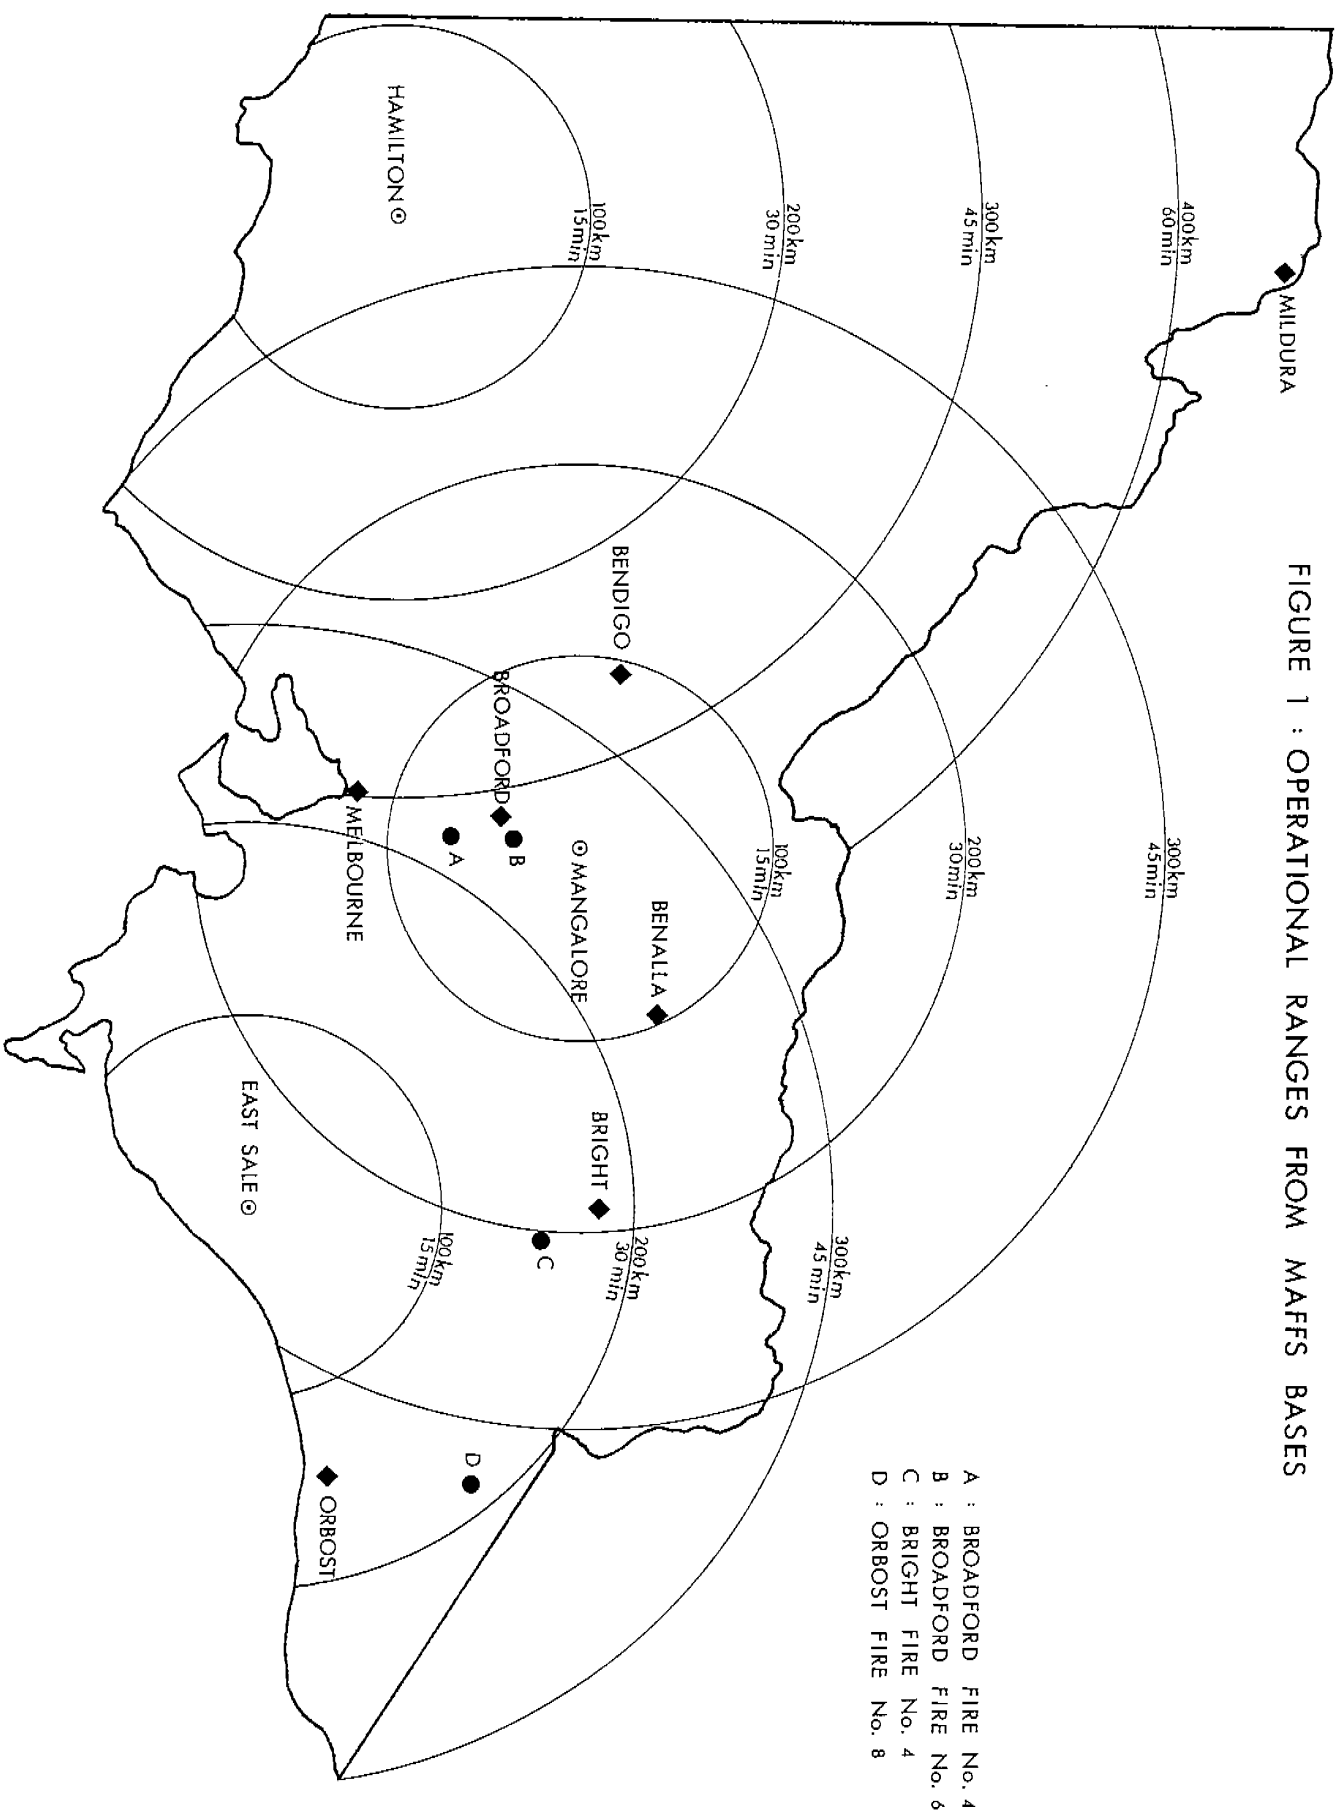 FIGURE 1 : OPERATIONAL RANGES FROM MAFFS BASES
A : BROADFORD FIRE No. 4
B : BROADFORD FIRE No. 6
C : BRIGHT FIRE No. 4
D : ORBOST FIRE No. 8
MILDURA
400km
60min
300km
45min
200km
30min
100km
15min
HAMILTON
300km
45min
200km
30min
100km
15min
BENDIGO
BROADFORD
B
A
MANGALORE
BENALLA
MELBOURNE
BRIGHT
C
300km
45min
200km
30min
100km
15min
EAST SALE
D
ORBOST